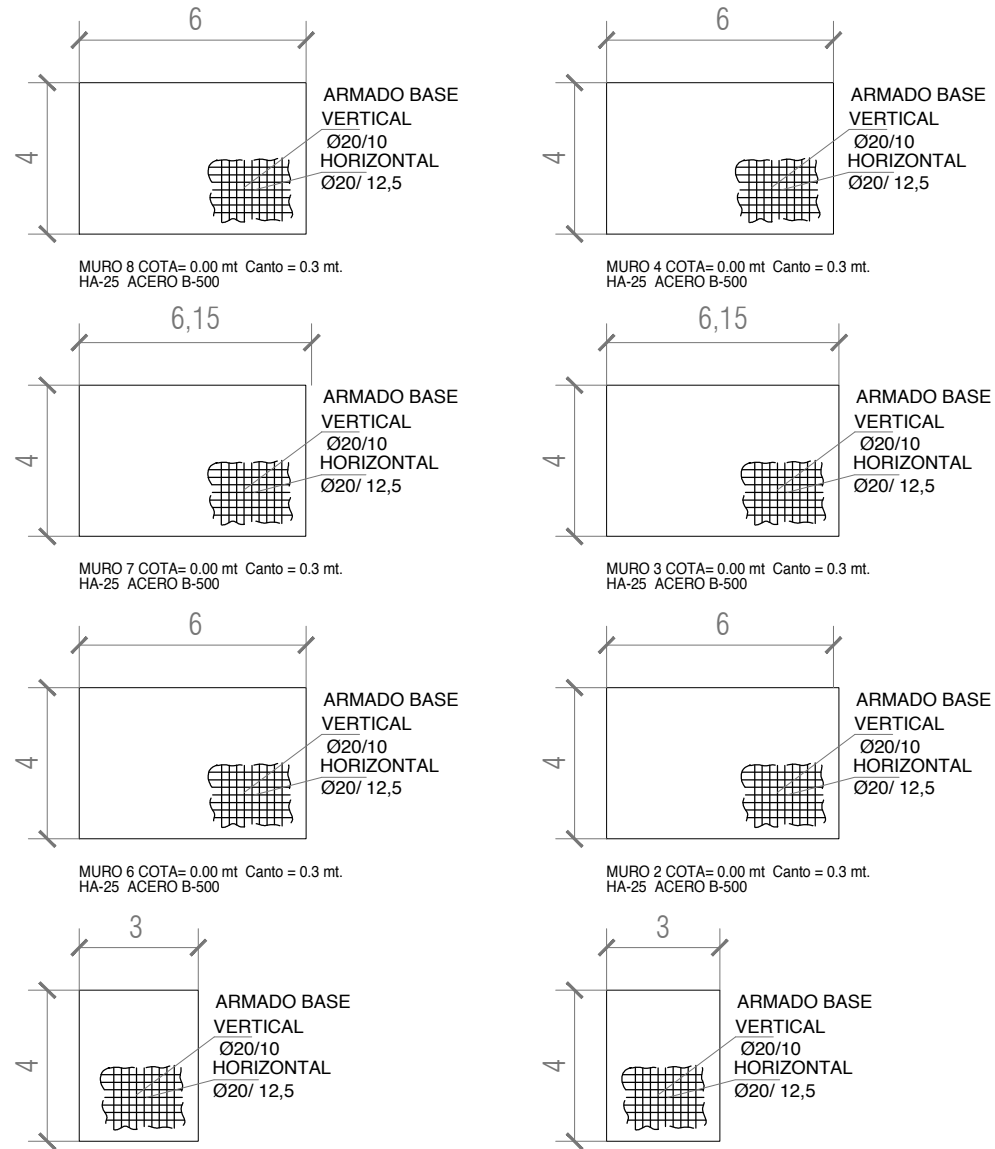 6
4
ARMADO BASE
VERTICAL
Ø20/10
HORIZONTAL
Ø20/ 12,5
MURO 8 COTA= 0.00 mt  Canto = 0.3 mt.
HA-25  ACERO B-500
6
4
ARMADO BASE
VERTICAL
Ø20/10
HORIZONTAL
Ø20/ 12,5
MURO 4 COTA= 0.00 mt  Canto = 0.3 mt.
HA-25  ACERO B-500
6,15
4
ARMADO BASE
VERTICAL
Ø20/10
HORIZONTAL
Ø20/ 12,5
MURO 7 COTA= 0.00 mt  Canto = 0.3 mt.
HA-25  ACERO B-500
6,15
4
ARMADO BASE
VERTICAL
Ø20/10
HORIZONTAL
Ø20/ 12,5
MURO 3 COTA= 0.00 mt  Canto = 0.3 mt.
HA-25  ACERO B-500
6
4
ARMADO BASE
VERTICAL
Ø20/10
HORIZONTAL
Ø20/ 12,5
MURO 6 COTA= 0.00 mt  Canto = 0.3 mt.
HA-25  ACERO B-500
6
4
ARMADO BASE
VERTICAL
Ø20/10
HORIZONTAL
Ø20/ 12,5
MURO 2 COTA= 0.00 mt  Canto = 0.3 mt.
HA-25  ACERO B-500
3
4
ARMADO BASE
VERTICAL
Ø20/10
HORIZONTAL
Ø20/ 12,5
3
4
ARMADO BASE
VERTICAL
Ø20/10
HORIZONTAL
Ø20/ 12,5